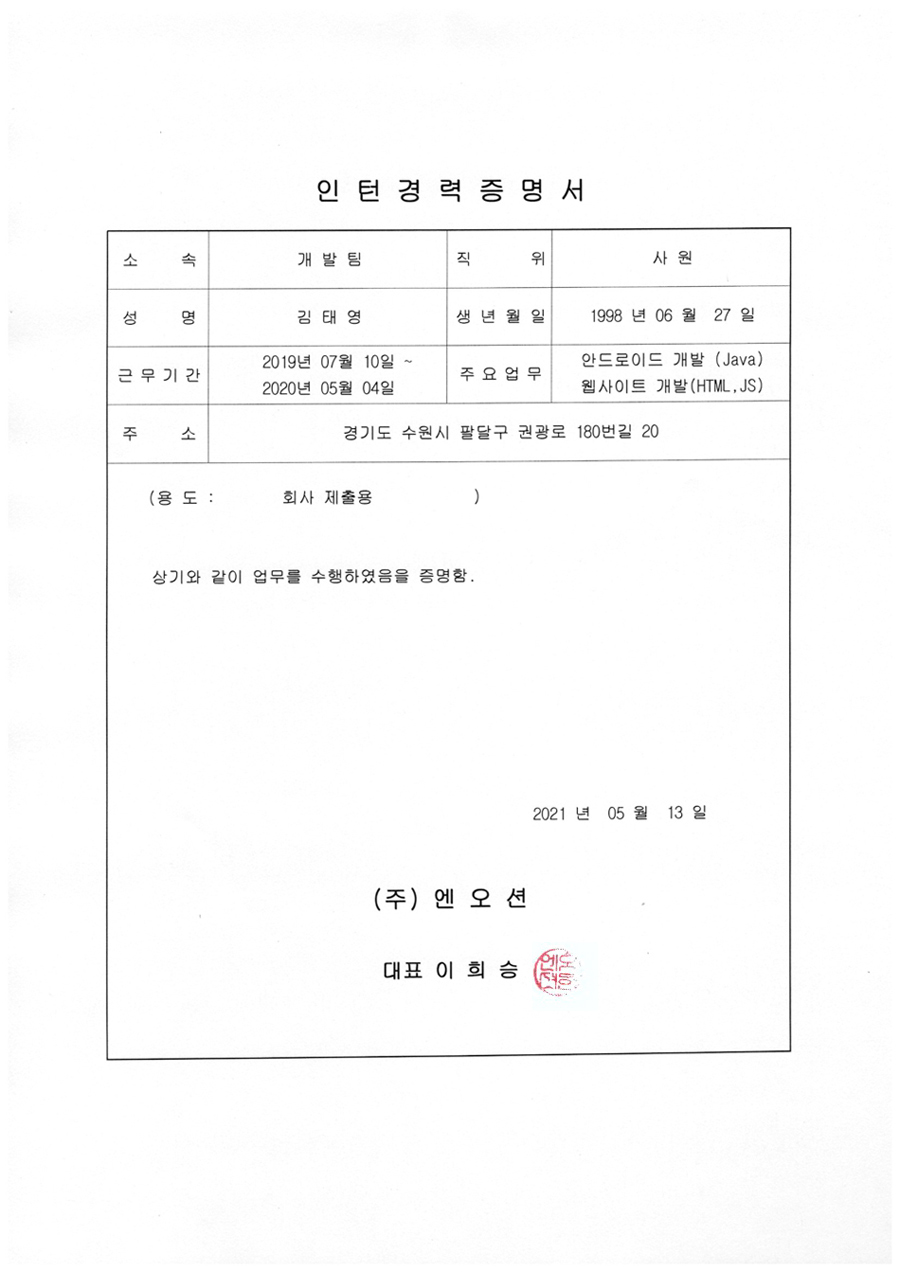 인 턴 경 력 증 명 서
소 속 개 발 팀 직 위 사 원
성 명 김 태 영 생 년 월 일 1998 년 06 월 27 일
근 무 기 간 2019년 07월 10일 ~ 2020년 05월 04일 주 요 업 무 안드로이드 개발 (Java) 웹사이트 개발(HTML,JS)
주 소 경기도 수원시 팔달구 권광로 180번길 20
(용 도 : 회사 제출용 )
상기와 같이 업무를 수행하였음을 증명함.
2021 년 05 월 13 일
(주) 엔 오 션
대표 이 희 승